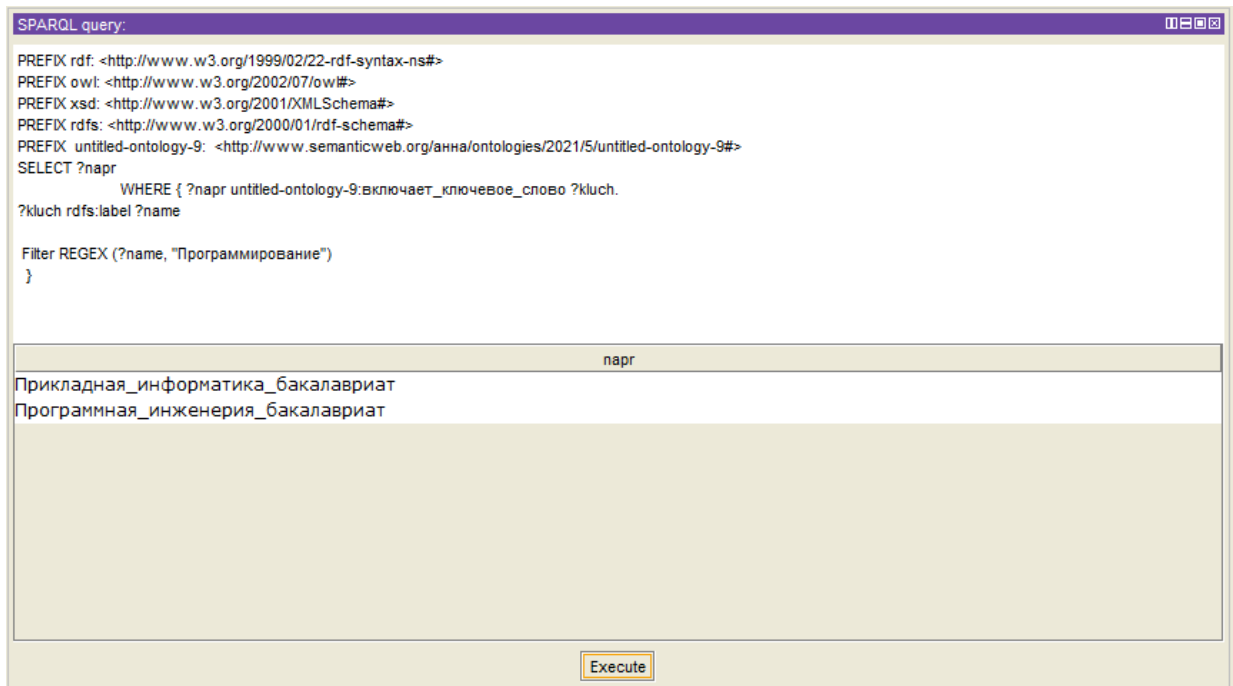 SPARQL query:
PREFIX rdf: <http://www.w3.org/1999/02/22-rdf-syntax-ns#>
PREFIX owl: <http://www.w3.org/2002/07/owl#>
PREFIX xsd: <http://www.w3.org/2001/XMLSchema#>
PREFIX rdfs: <http://www.w3.org/2000/01/rdf-schema#>
PREFIX untitled-ontology-9: <http://www.semanticweb.org/анна/ontologies/2021/5/untitled-ontology-9#>
SELECT ?napr
WHERE { ?napr untitled-ontology-9:включает_ключевое_слово ?kluch.
?kluch rdfs:label ?name
Filter REGEX (?name, "Программирование")
}
napr
Прикладная_информатика_бакалавриат
Программная_инженерия_бакалавриат
Execute